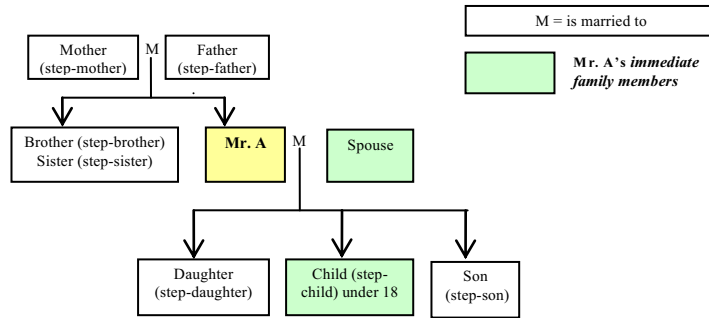 M = is married to
Mother
(step-mother)
M
Father
(step-father)
Mr. A's immediate
family members
Brother (step-brother)
Sister (step-sister)
Mr. A
M
Spouse
Daughter
(step-daughter)
Child (step-
child) under 18
Son
(step-son)